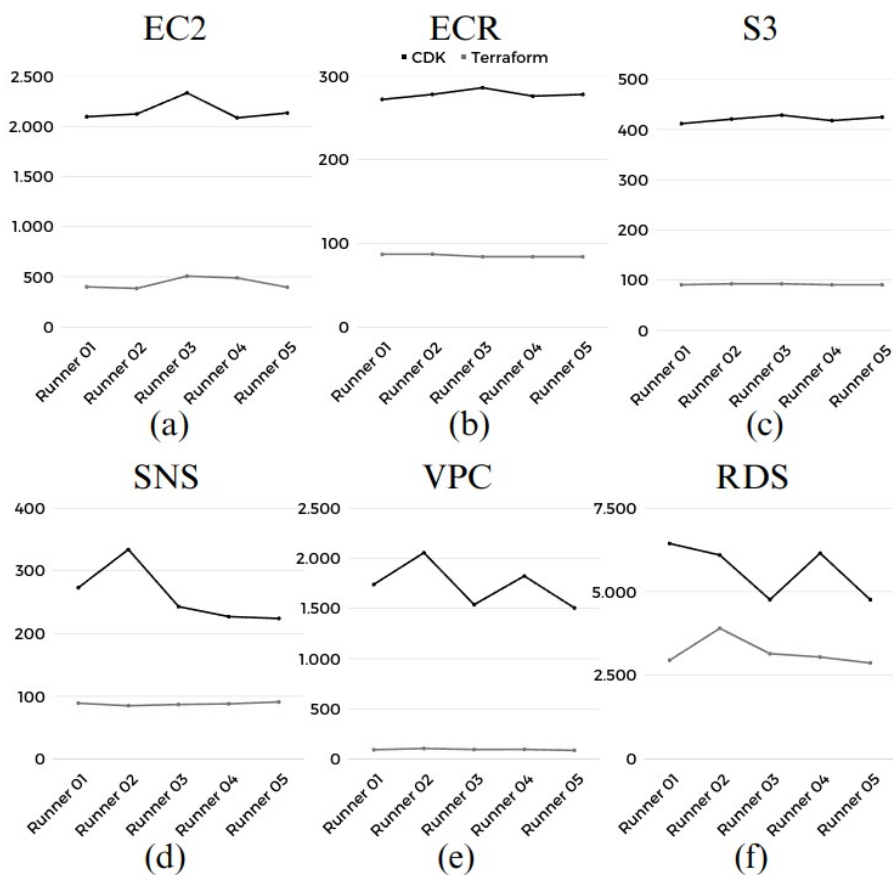 EC2
ECR
S3
CDK Terraform
2.500
2.000
1.500
1.000
500
0
Runner 01
Runner 02
Runner 03
Runner 04
Runner 05
(a)
300
200
100
0
Runner 01
Runner 02
Runner 03
Runner 04
Runner 05
(b)
500
400
300
200
100
0
Runner 01
Runner 02
Runner 03
Runner 04
Runner 05
(c)
SNS
400
300
200
100
0
Runner 01
Runner 02
Runner 03
Runner 04
Runner 05
(d)
VPC
2.500
2.000
1.500
1.000
500
0
Runner 01
Runner 02
Runner 03
Runner 04
Runner 05
(e)
RDS
7.500
5.000
2.500
0
Runner 01
Runner 02
Runner 03
Runner 04
Runner 05
(f)